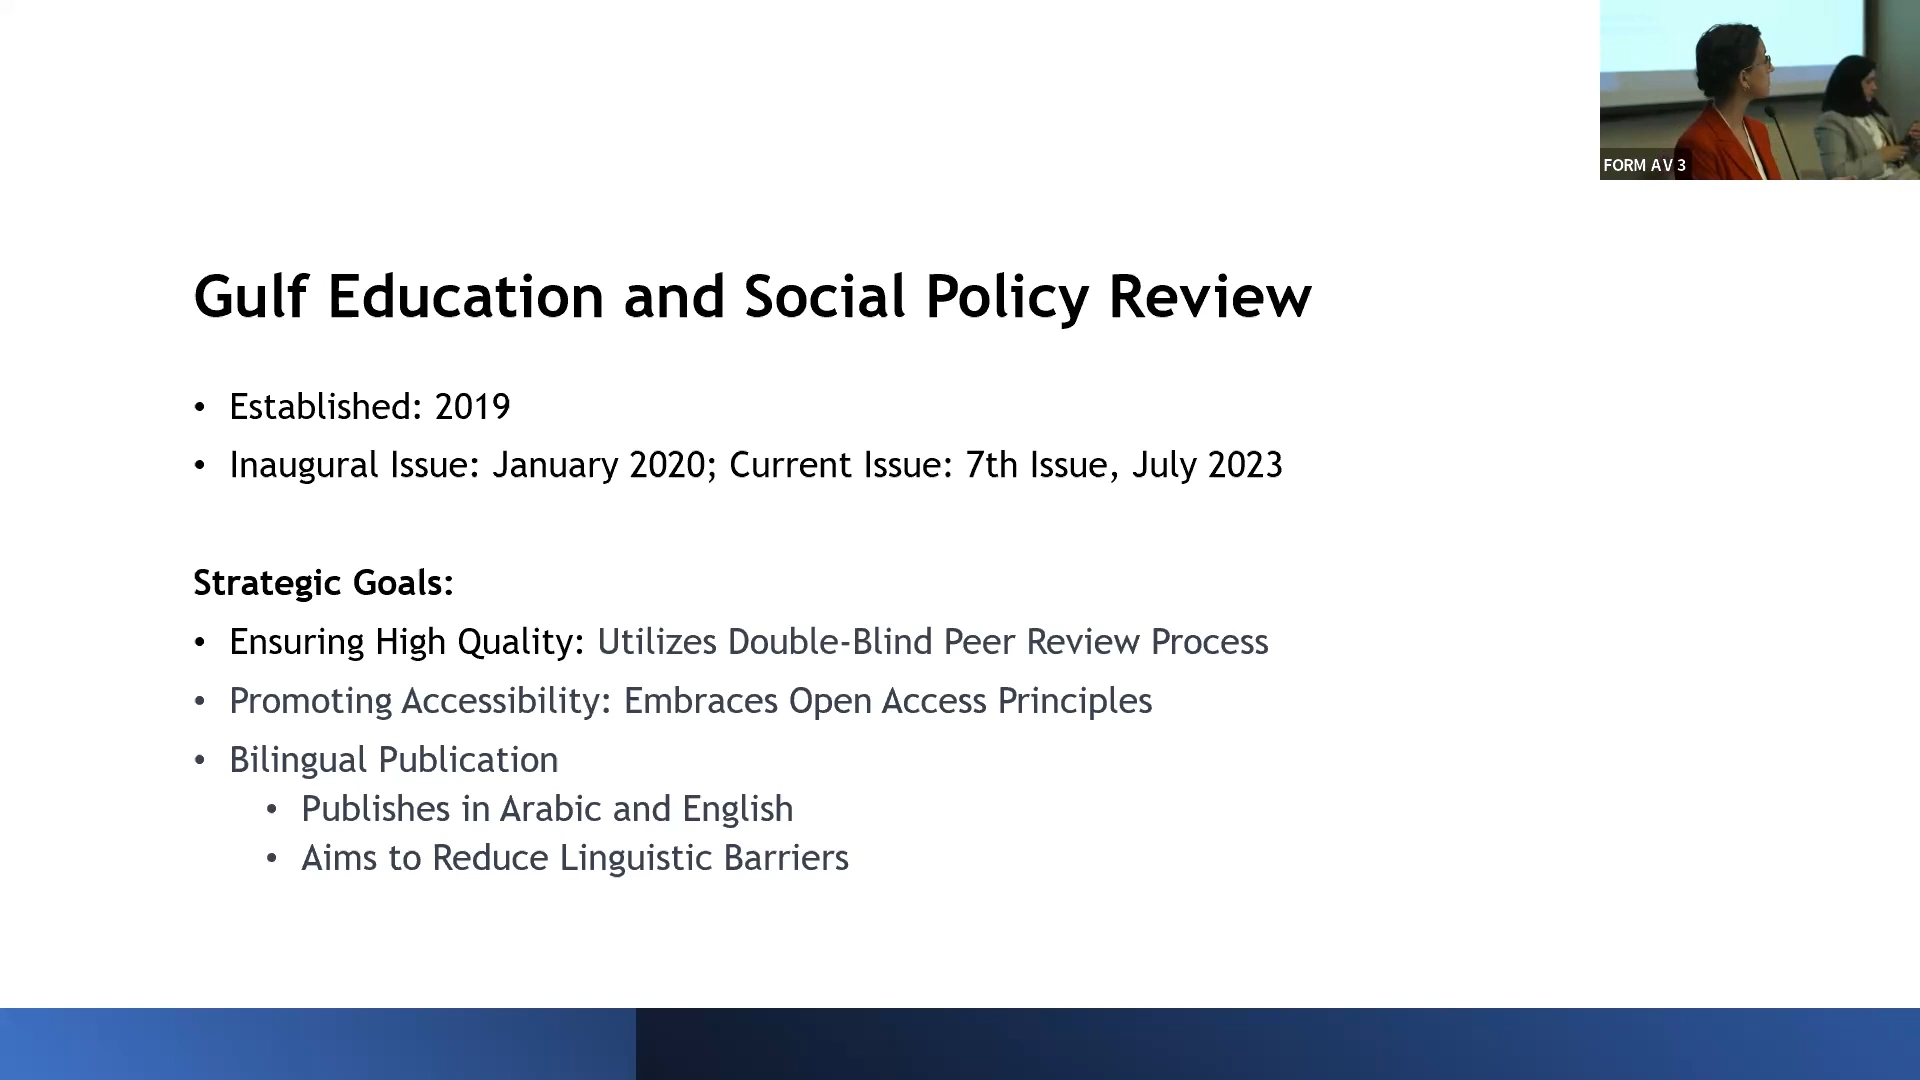 FORM AV 3
Gulf Education and Social Policy Review
• Established: 2019
• Inaugural Issue: January 2020; Current Issue: 7th Issue, July 2023
Strategic Goals:
• Ensuring High Quality: Utilizes Double-Blind Peer Review Process
• Promoting Accessibility: Embraces Open Access Principles
• Bilingual Publication
• Publishes in Arabic and English
• Aims to Reduce Linguistic Barriers